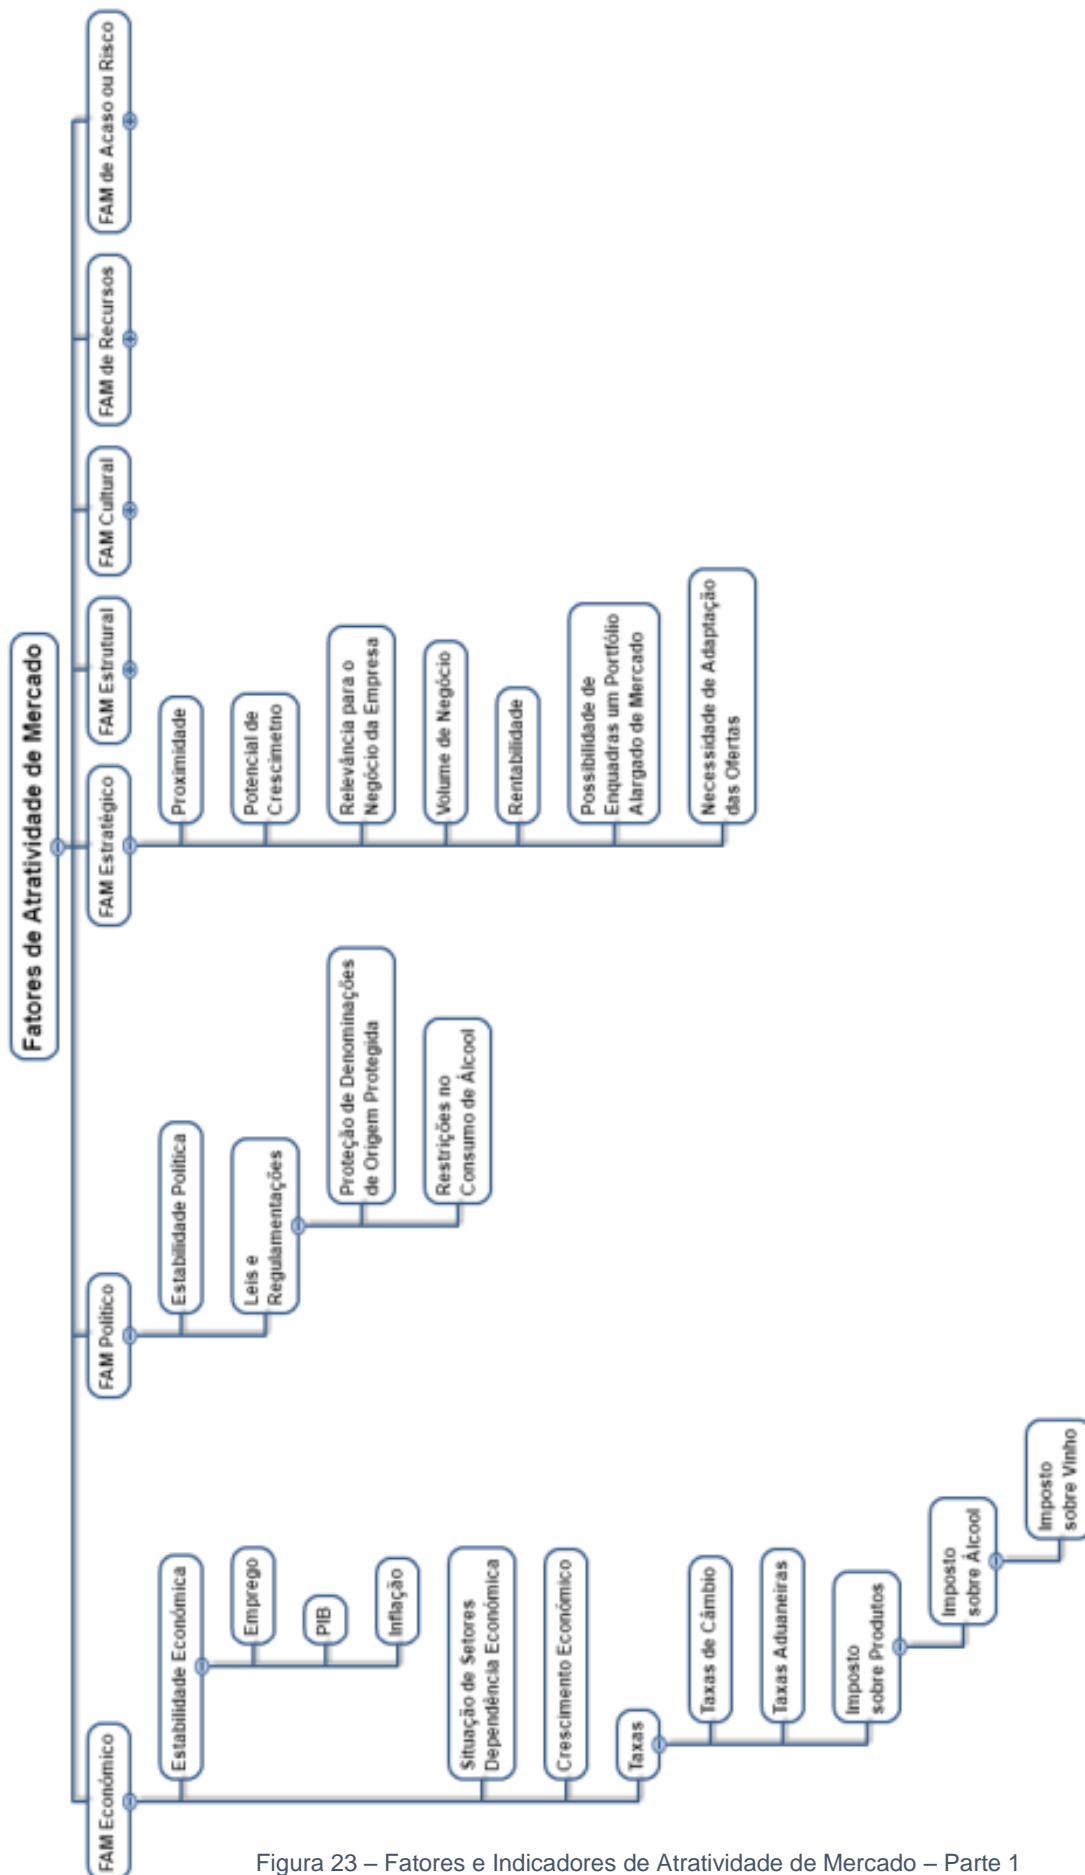 Fatores de Atratividade de Mercado
FAM Económico
Estabilidade Económica
Emprego
PIB
Inflação
Situação de Setores
Dependência Económica
Crescimento Económico
Taxas
Taxas de Câmbio
Taxas Aduaneiras
Imposto
sobre Produtos
Imposto
sobre Álcool
Imposto
sobre Vinho
FAM Político
Estabilidade Política
Leis e
Regulamentações
Proteção de Denominações
de Origem Protegida
Restrições no
Consumo de Álcool
FAM Estratégico
Proximidade
Potencial de
Crescimetno
Relevância para o
Negócio da Empresa
Volume de Negócio
Rentabilidade
Possibilidade de
Enquadras um Portfólio
Alargado de Mercado
Necessidade de Adaptação
das Ofertas
FAM Estrutural
FAM Cultural
FAM de Recursos
FAM de Acaso ou Risco
Figura 23 – Fatores e Indicadores de Atratividade de Mercado – Parte 1